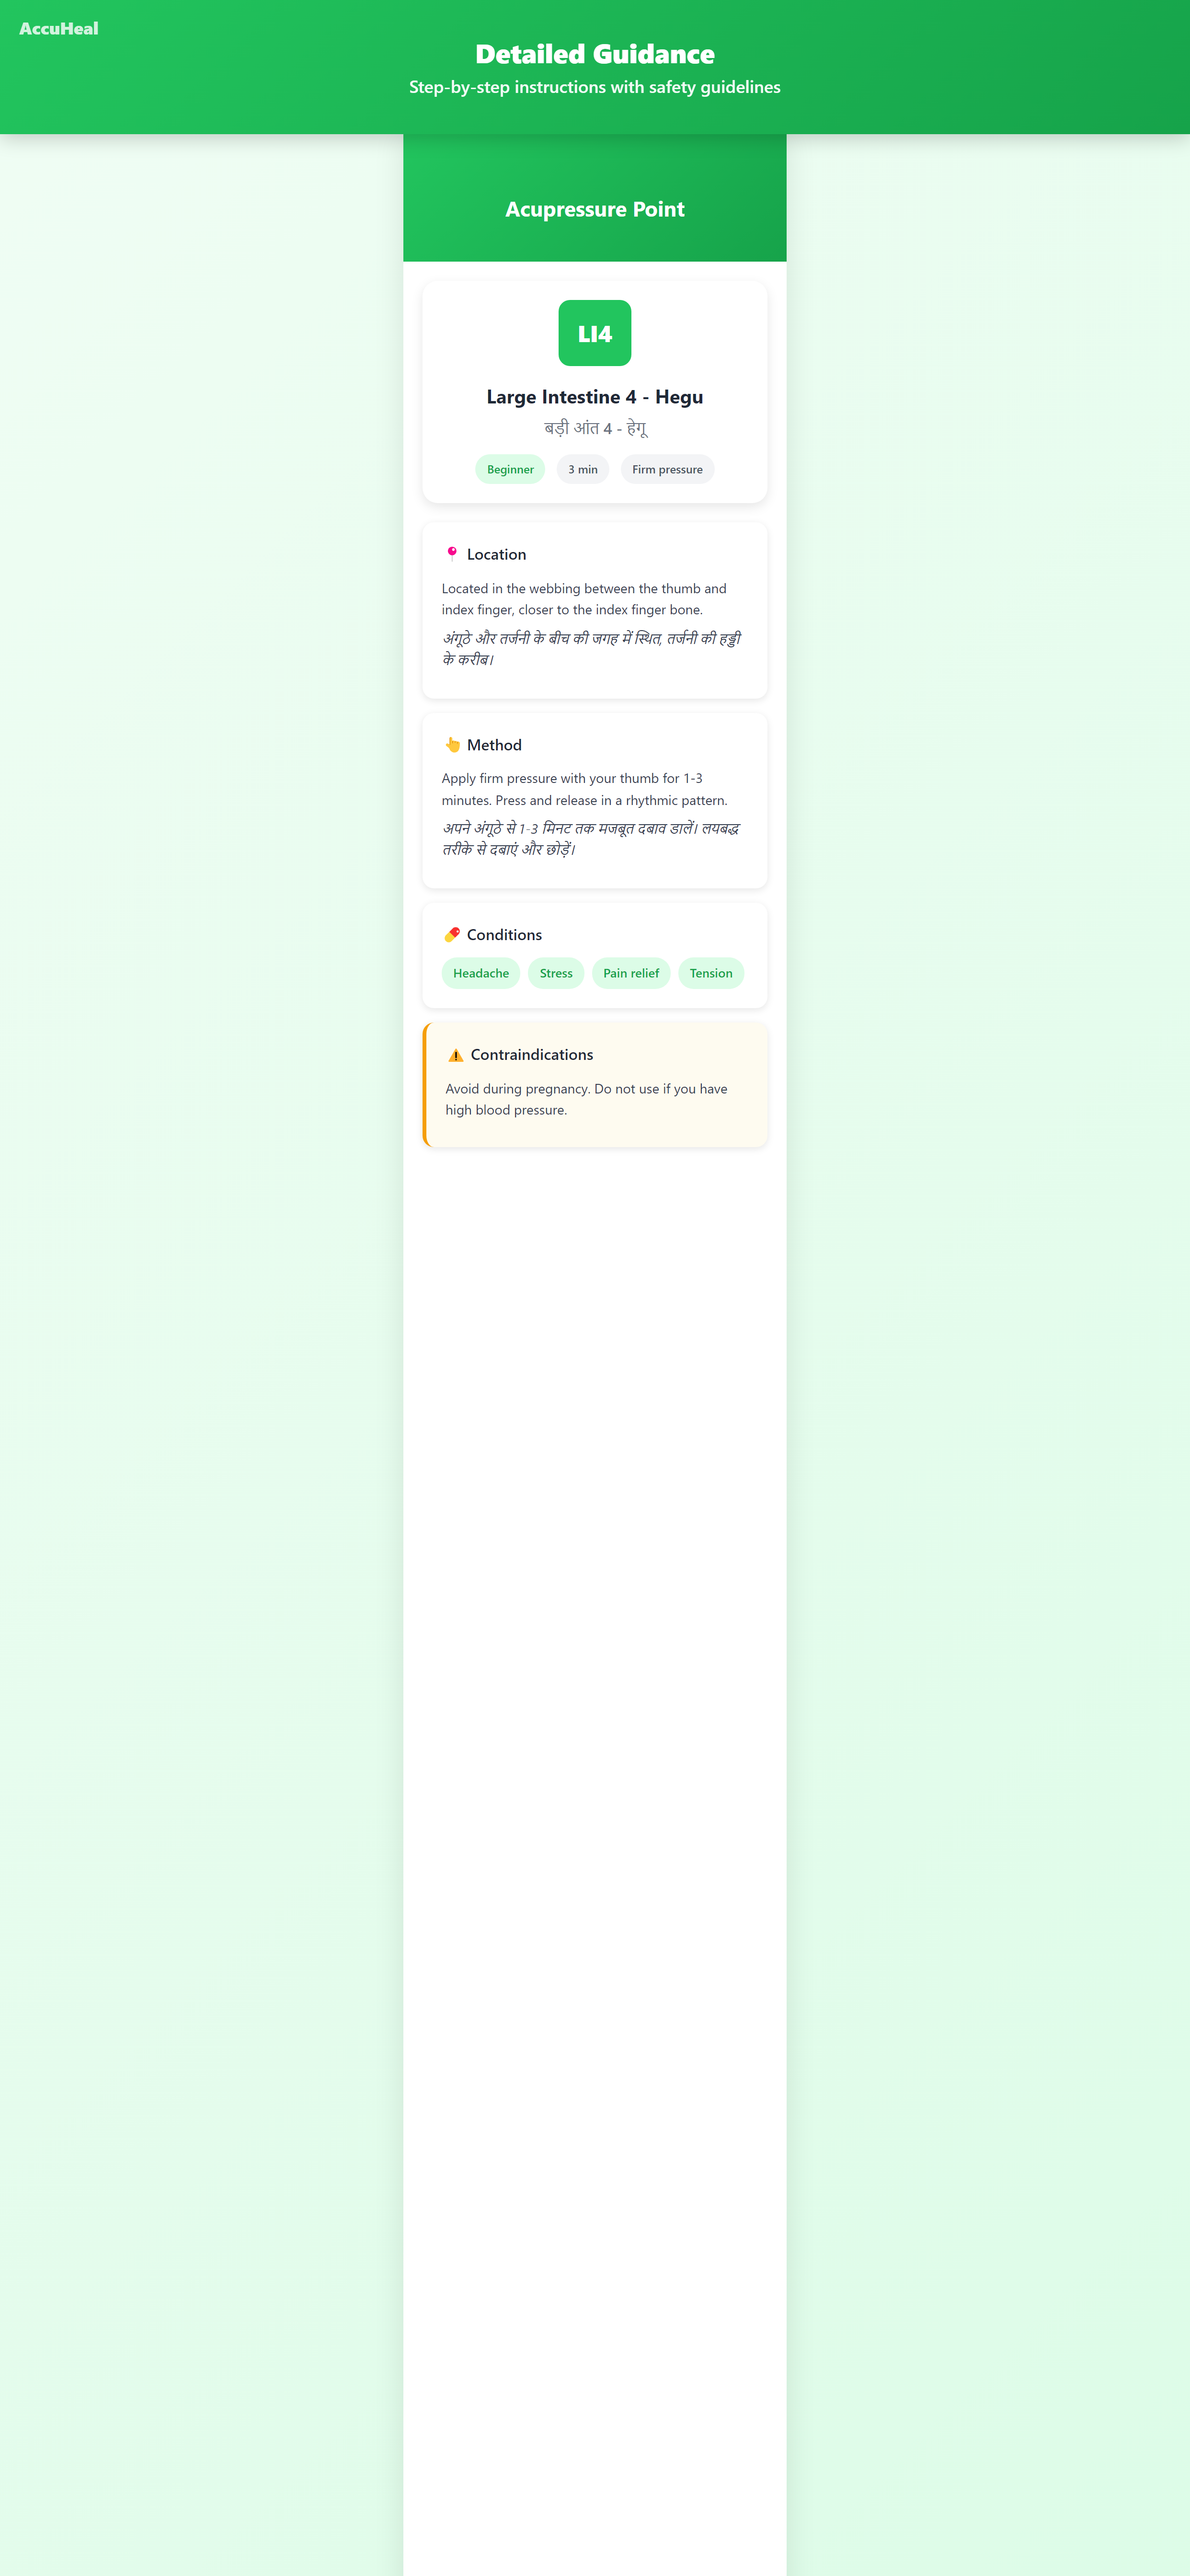 AccuHeal
Detailed Guidance
Step-by-step instructions with safety guidelines
Acupressure Point
LI4
Large Intestine 4 - Hegu
बड़ी आंत 4 - हेगू
Beginner
3 min
Firm pressure
Location
Located in the webbing between the thumb and
index finger, closer to the index finger bone.
अंगूठे और तर्जनी के बीच की जगह में स्थित, तर्जनी की हड्डी
के करीब।
Method
Apply firm pressure with your thumb for 1-3
minutes. Press and release in a rhythmic pattern.
अपने अंगूठे से 1-3 मिनट तक मजबूत दबाव डालें। लयबद्ध
तरीके से दबाएं और छोड़ें।
Conditions
Headache
Stress
Pain relief
Tension
Contraindications
Avoid during pregnancy. Do not use if you have
high blood pressure.